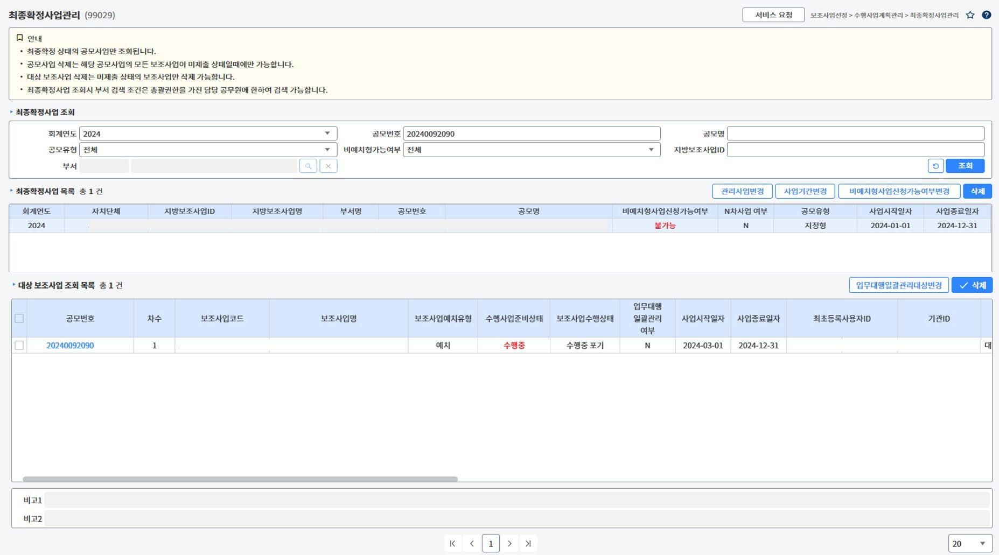 최종확정사업관리 (99029)
서비스 요청
보조사업선정 > 수행사업계획관리 > 최종확정사업관리
안내
• 최종확정 상태의 공모사업만 조회됩니다.
• 공모사업 삭제는 해당 공모사업의 모든 보조사업이 미제출 상태일때에만 가능합니다.
• 대상 보조사업 삭제는 미제출 상태의 보조사업만 삭제 가능합니다.
• 최종확정사업 조회시 부서 검색 조건은 총괄권한을 가진 담당 공무원에 한하여 검색 가능합니다.
최종확정사업 조회
회계연도 2024 공모번호 20240092090 공모명
공모유형 전체 비예치형가능여부 전체 지방보조사업ID
부서 조회
최종확정사업 목록 총 1 건 관리사업변경 사업기간변경 비예치형사업신청가능여부변경 삭제
회계연도 자치단체 지방보조사업ID 지방보조사업명 부서명 공모번호 공모명 비예치형사업신청가능여부 N차사업 여부 공모유형 사업시작일자 사업종료일자
2024 불가능 N 지정형 2024-01-01 2024-12-31
대상 보조사업 조회 목록 총 1 건 업무대행일괄관리대상변경 삭제
공모번호 차수 보조사업코드 보조사업명 보조사업예치유형 수행사업준비상태 보조사업수행상태 업무대행 일괄관리 여부 사업시작일자 사업종료일자 최초등록사용자ID 기관ID
20240092090 1 예치 수행중 수행중 포기 N 2024-03-01 2024-12-31 대
비고1
비고2
1
20